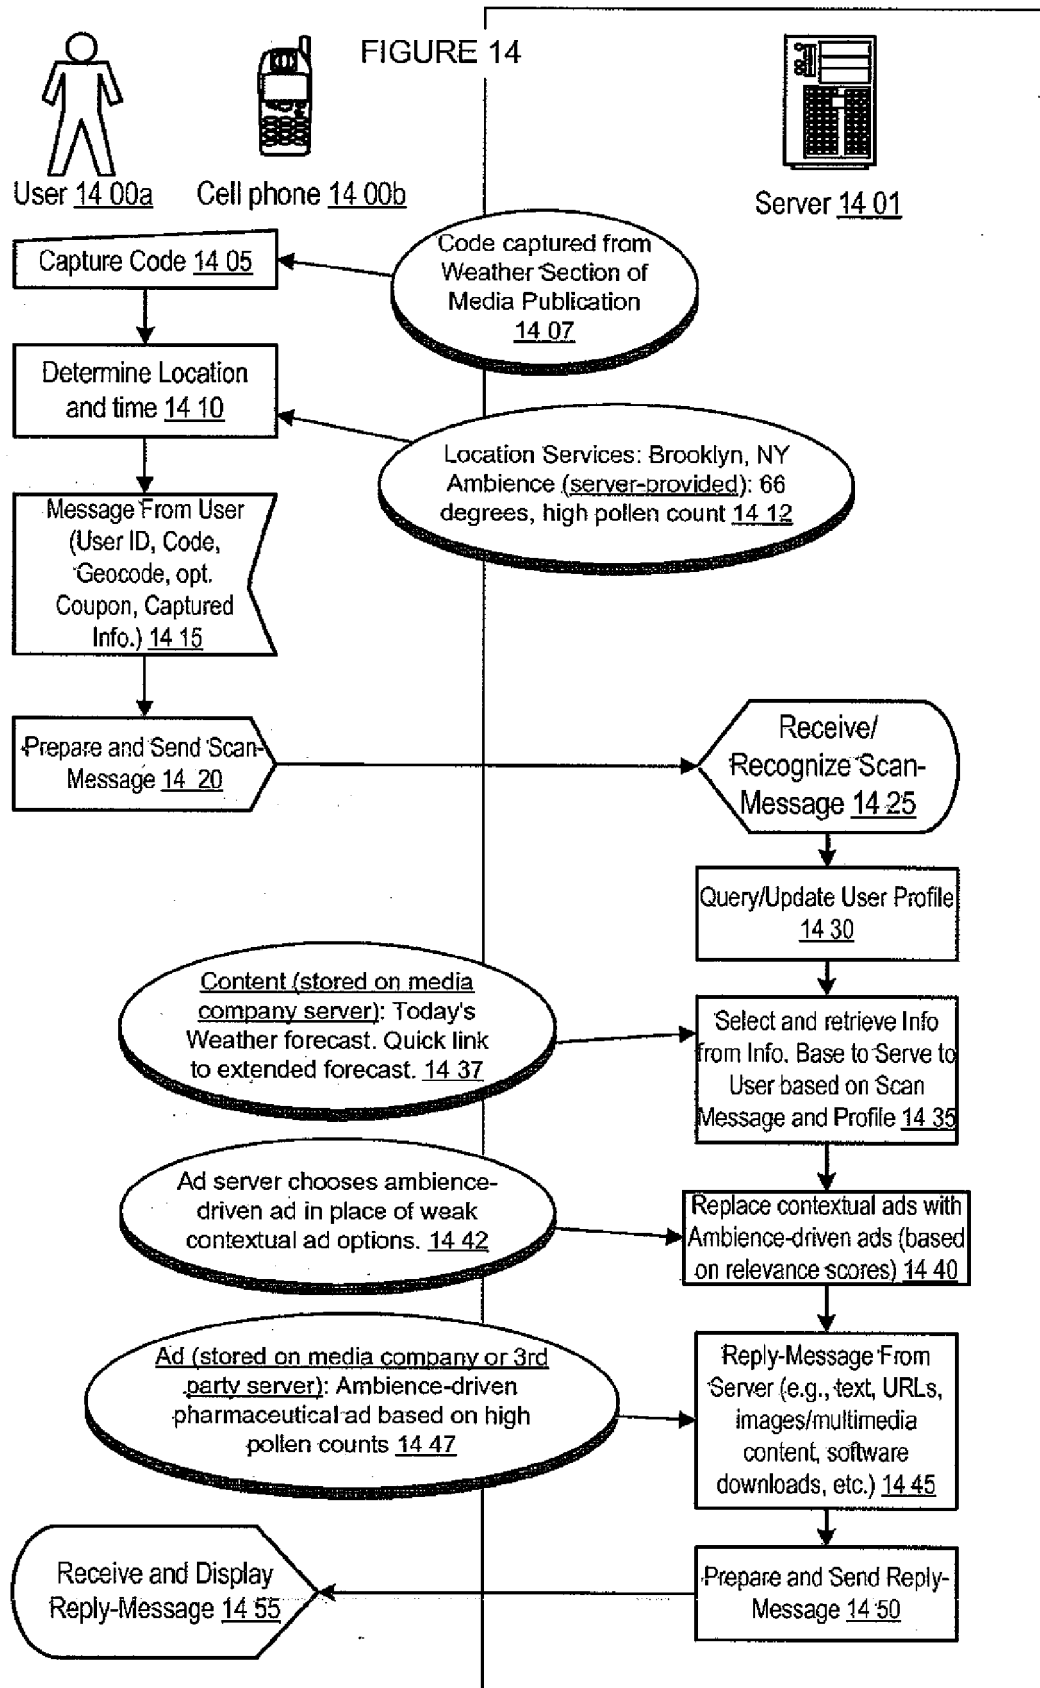 FIGURE 14
User 14 00a
Cell phone 14 00b
Server 14 01
Capture Code 14 05
Code captured from
Weather Section of
Media Publication
14 07
Determine Location
and time 14 10
Location Services: Brooklyn, NY
Ambience (server-provided): 66
degrees, high pollen count 14 12
Message From User
(User ID, Code,
Geocode, opt.
Coupon, Captured
Info.) 14 15
Prepare and Send Scan-
Message 14 20
Receive/
Recognize Scan-
Message 14 25
Query/Update User Profile
14 30
Content (stored on media
company server): Today's
Weather forecast. Quick link
to extended forecast. 14 37
Select and retrieve Info
from Info. Base to Serve to
User based on Scan
Message and Profile 14 35
Ad server chooses ambience-
driven ad in place of weak
contextual ad options. 14 42
Replace contextual ads with
Ambience-driven ads (based
on relevance scores) 14 40
Ad (stored on media company or 3rd
party server): Ambience-driven
pharmaceutical ad based on high
pollen counts 14 47
Reply-Message From
Server (e.g., text, URLs,
images/multimedia
content, software
downloads, etc.) 14 45
Prepare and Send Reply-
Message 14 50
Receive and Display
Reply-Message 14 55